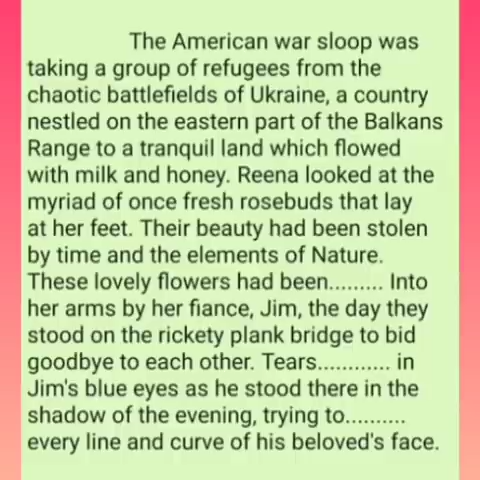 The American war sloop was
taking a group of refugees from the
chaotic battlefields of Ukraine, a country
nestled on the eastern part of the Balkans
Range to a tranquil land which flowed
with milk and honey. Reena looked at the
myriad of once fresh rosebuds that lay
at her feet. Their beauty had been stolen
by time and the elements of Nature.
These lovely flowers had been......... Into
her arms by her fiance, Jim, the day they
stood on the rickety plank bridge to bid
goodbye to each other. Tears............ in
Jim's blue eyes as he stood there in the
shadow of the evening, trying to..........
every line and curve of his beloved's face.